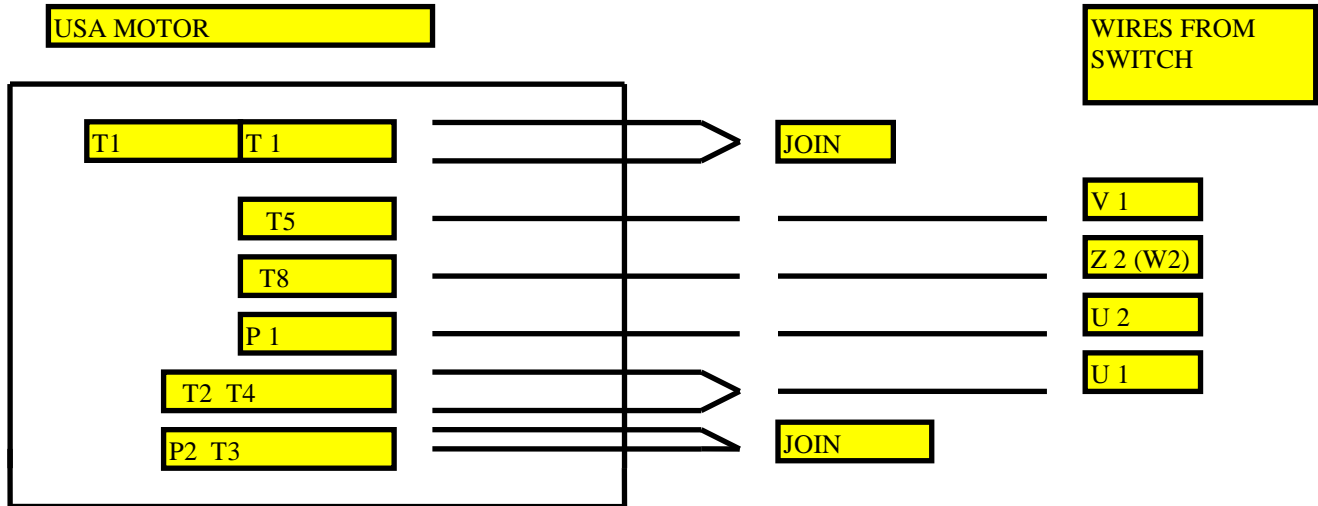 USA MOTOR
WIRES FROM
SWITCH
T1 T 1 JOIN
V 1
T5
Z 2 (W2)
T8
U 2
P 1
U 1
T2 T4
P2 T3 JOIN